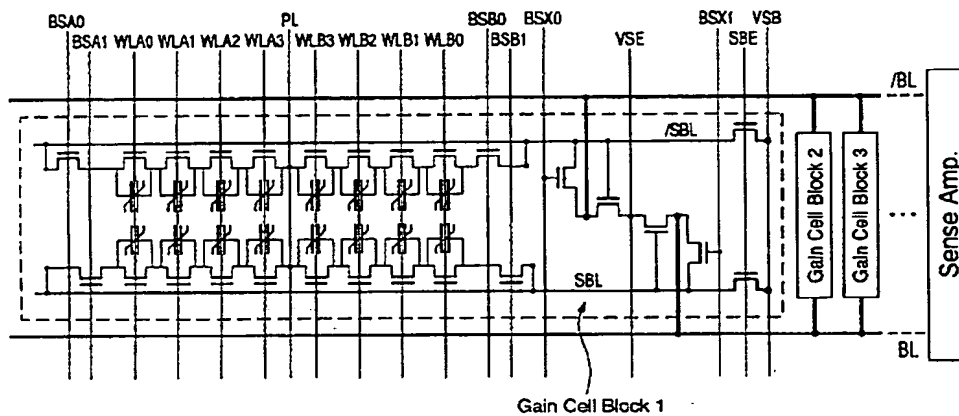 BSA0 PL BSB0 BSX0 BSX1 VSB
BSA1 WLA0 WLA1 WLA2 WLA3 WLB3 WLB2 WLB1 WLB0 BSB1 VSE SBE
/BL
/SBL
SBL
BL
Gain Cell Block 2
Gain Cell Block 3
...
Sense Amp.
Gain Cell Block 1